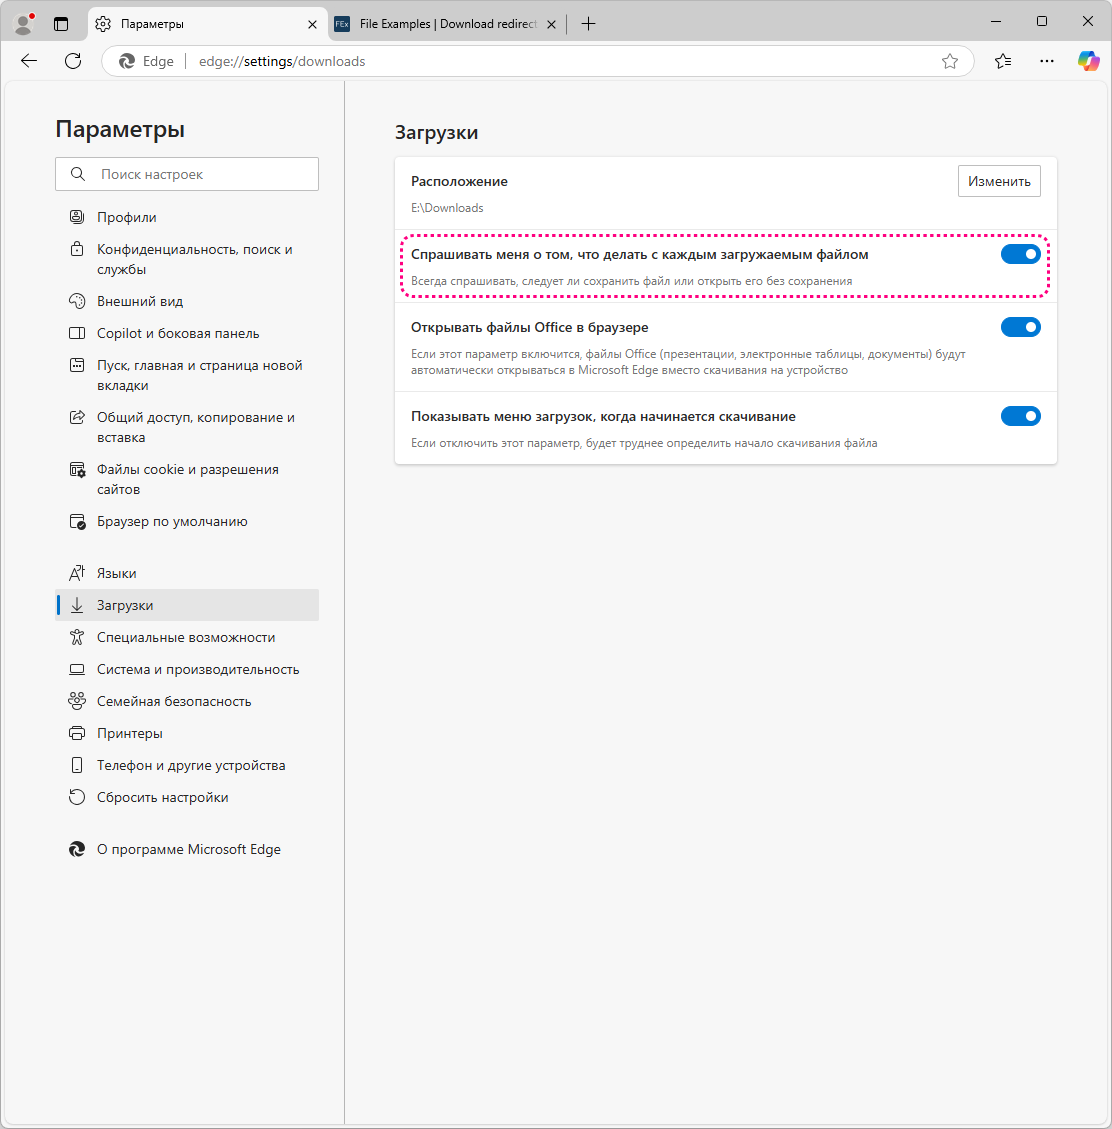 Параметры
File Examples | Download redirect
FEx
Edge
edge://settings/downloads
Параметры
Поиск настроек
Профили
Конфиденциальность, поиск и
службы
Внешний вид
Copilot и боковая панель
Пуск, главная и страница новой
вкладки
Общий доступ, копирование и
вставка
Файлы cookie и разрешения
сайтов
Браузер по умолчанию
Языки
Загрузки
Специальные возможности
Система и производительность
Семейная безопасность
Принтеры
Телефон и другие устройства
Сбросить настройки
О программе Microsoft Edge
Загрузки
Расположение
Изменить
E:\Downloads
Спрашивать меня о том, что делать с каждым загружаемым файлом
Всегда спрашивать, следует ли сохранить файл или открыть его без сохранения
Открывать файлы Office в браузере
Если этот параметр включится, файлы Office (презентации, электронные таблицы, документы) будут
автоматически открываться в Microsoft Edge вместо скачивания на устройство
Показывать меню загрузок, когда начинается скачивание
Если отключить этот параметр, будет труднее определить начало скачивания файла